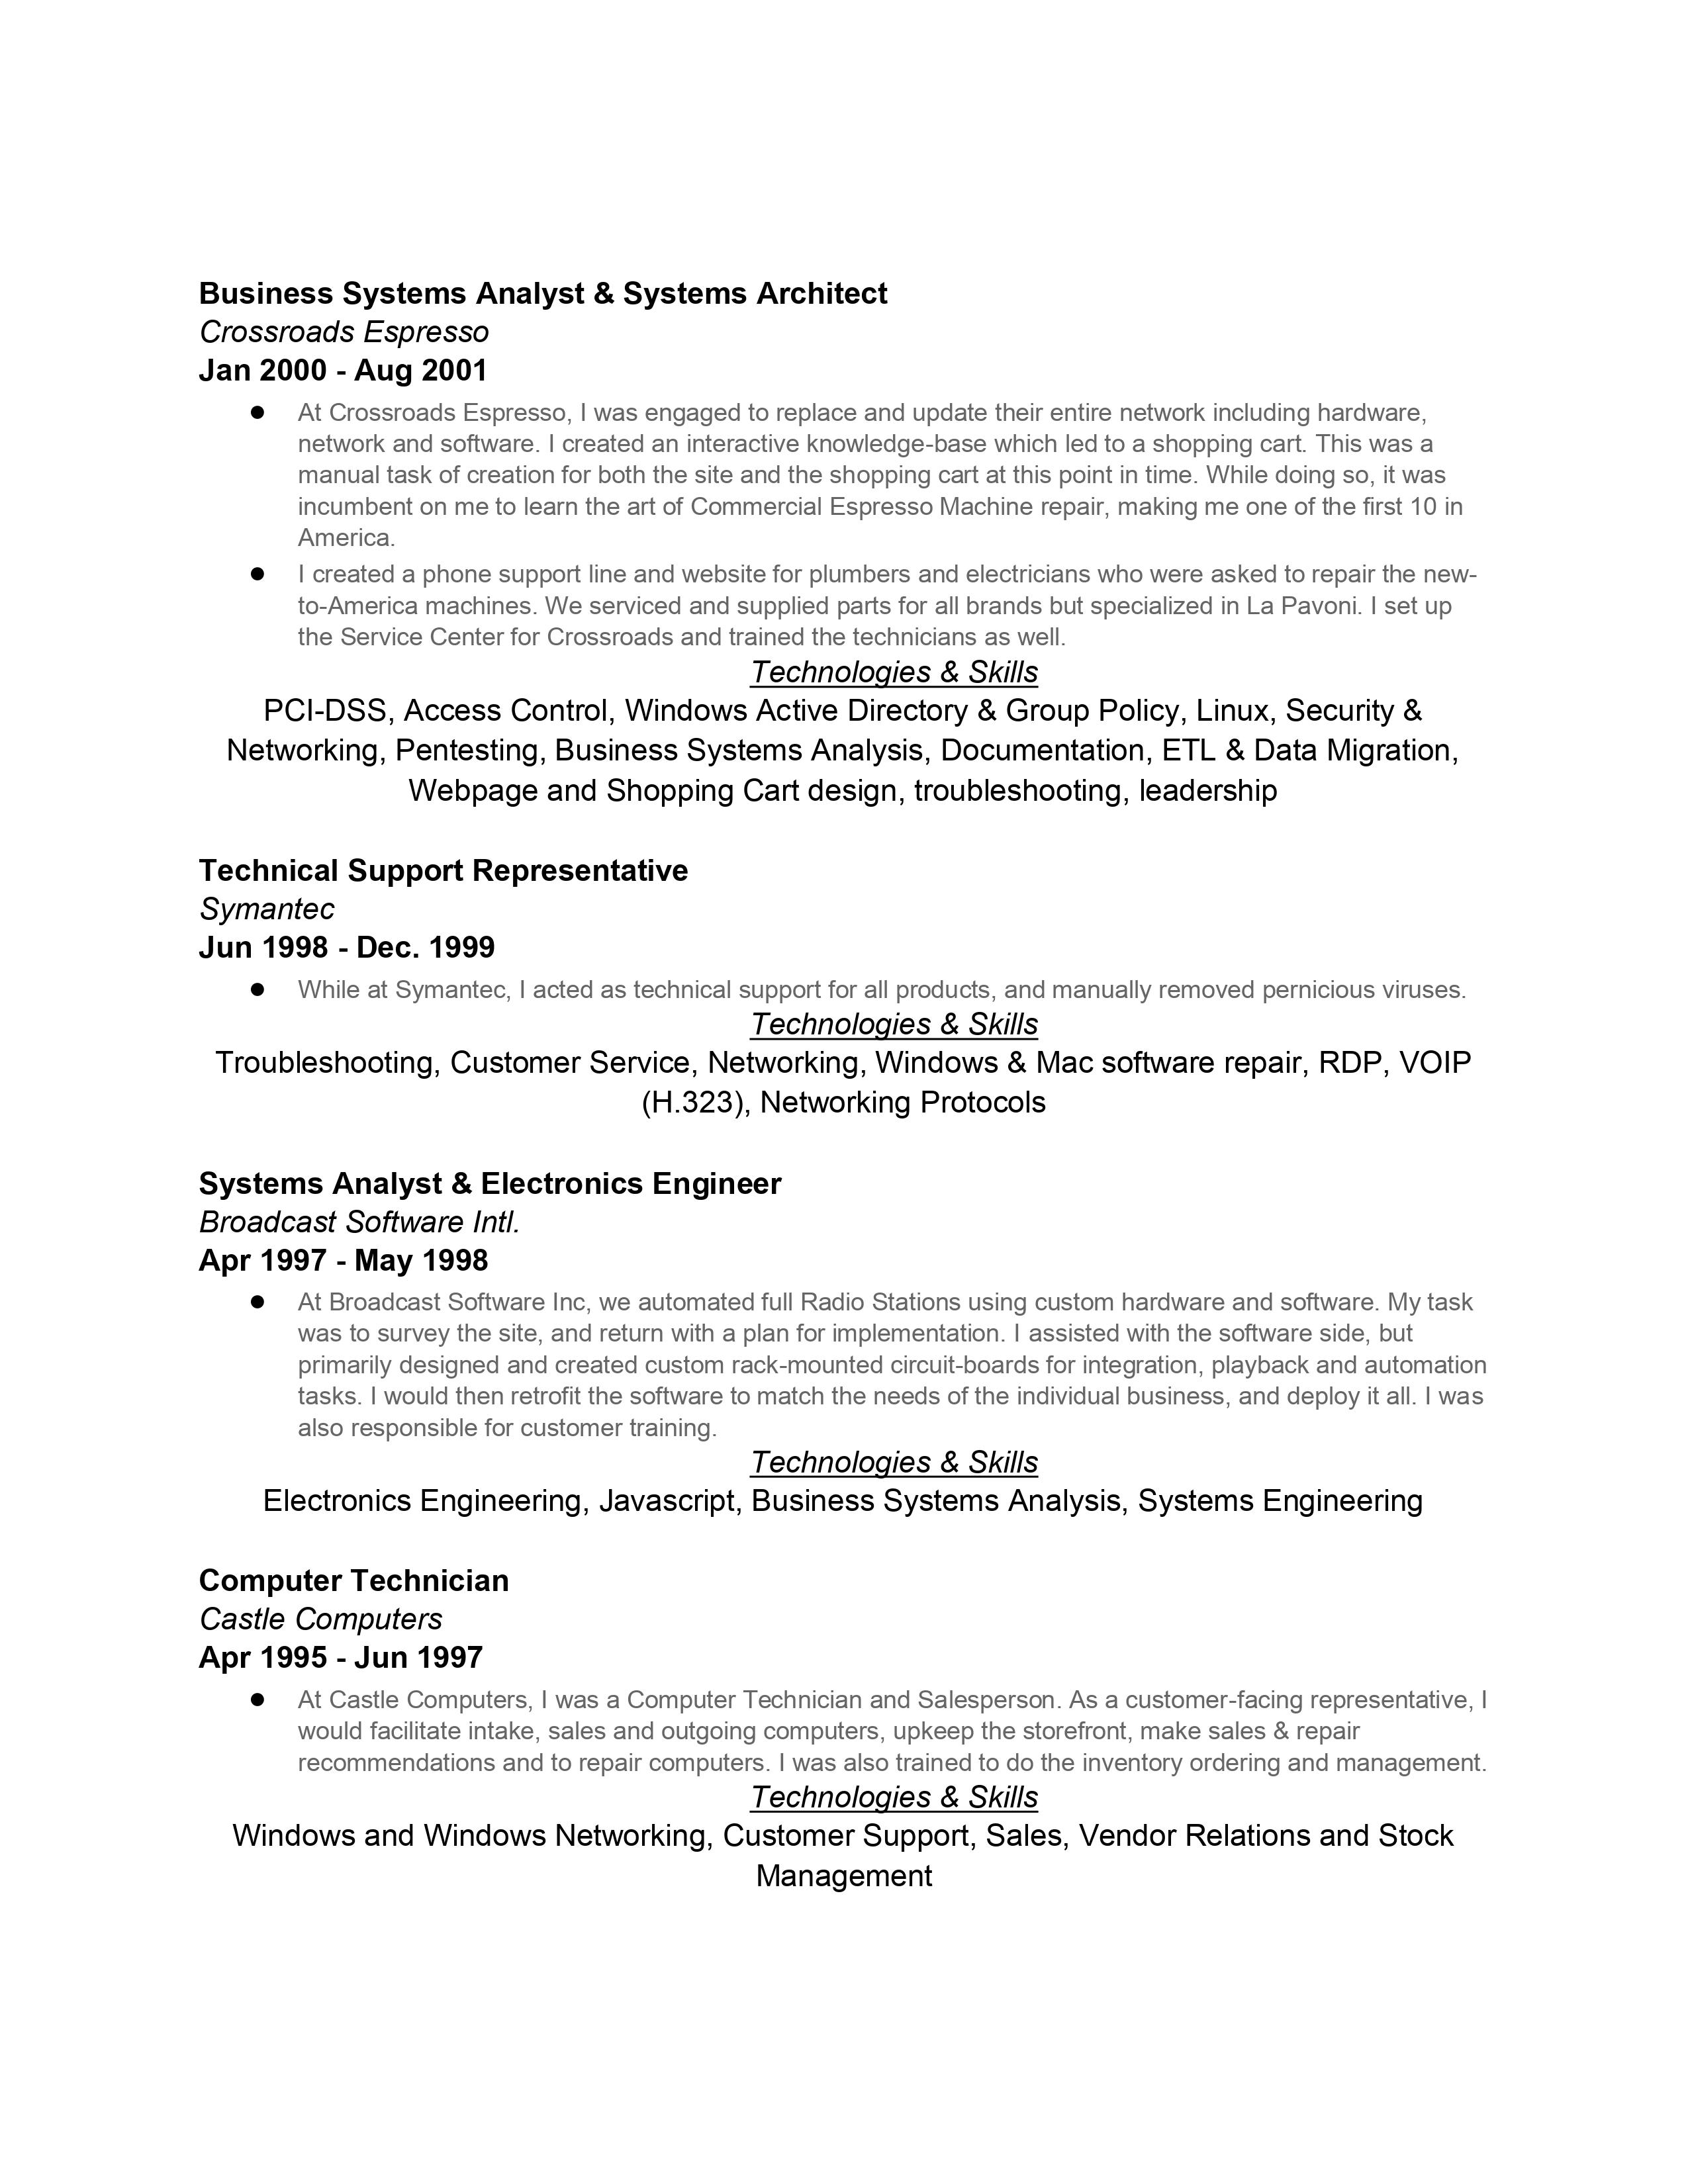 Business Systems Analyst & Systems Architect
Crossroads Espresso
Jan 2000 - Aug 2001
● At Crossroads Espresso, I was engaged to replace and update their entire network including hardware,
network and software. I created an interactive knowledge-base which led to a shopping cart. This was a
manual task of creation for both the site and the shopping cart at this point in time. While doing so, it was
incumbent on me to learn the art of Commercial Espresso Machine repair, making me one of the first 10 in
America.
● I created a phone support line and website for plumbers and electricians who were asked to repair the new-
to-America machines. We serviced and supplied parts for all brands but specialized in La Pavoni. I set up
the Service Center for Crossroads and trained the technicians as well.
Technologies & Skills
PCI-DSS, Access Control, Windows Active Directory & Group Policy, Linux, Security &
Networking, Pentesting, Business Systems Analysis, Documentation, ETL & Data Migration,
Webpage and Shopping Cart design, troubleshooting, leadership
Technical Support Representative
Symantec
Jun 1998 - Dec. 1999
● While at Symantec, I acted as technical support for all products, and manually removed pernicious viruses.
Technologies & Skills
Troubleshooting, Customer Service, Networking, Windows & Mac software repair, RDP, VOIP
(H.323), Networking Protocols
Systems Analyst & Electronics Engineer
Broadcast Software Intl.
Apr 1997 - May 1998
● At Broadcast Software Inc, we automated full Radio Stations using custom hardware and software. My task
was to survey the site, and return with a plan for implementation. I assisted with the software side, but
primarily designed and created custom rack-mounted circuit-boards for integration, playback and automation
tasks. I would then retrofit the software to match the needs of the individual business, and deploy it all. I was
also responsible for customer training.
Technologies & Skills
Electronics Engineering, Javascript, Business Systems Analysis, Systems Engineering
Computer Technician
Castle Computers
Apr 1995 - Jun 1997
● At Castle Computers, I was a Computer Technician and Salesperson. As a customer-facing representative, I
would facilitate intake, sales and outgoing computers, upkeep the storefront, make sales & repair
recommendations and to repair computers. I was also trained to do the inventory ordering and management.
Technologies & Skills
Windows and Windows Networking, Customer Support, Sales, Vendor Relations and Stock
Management